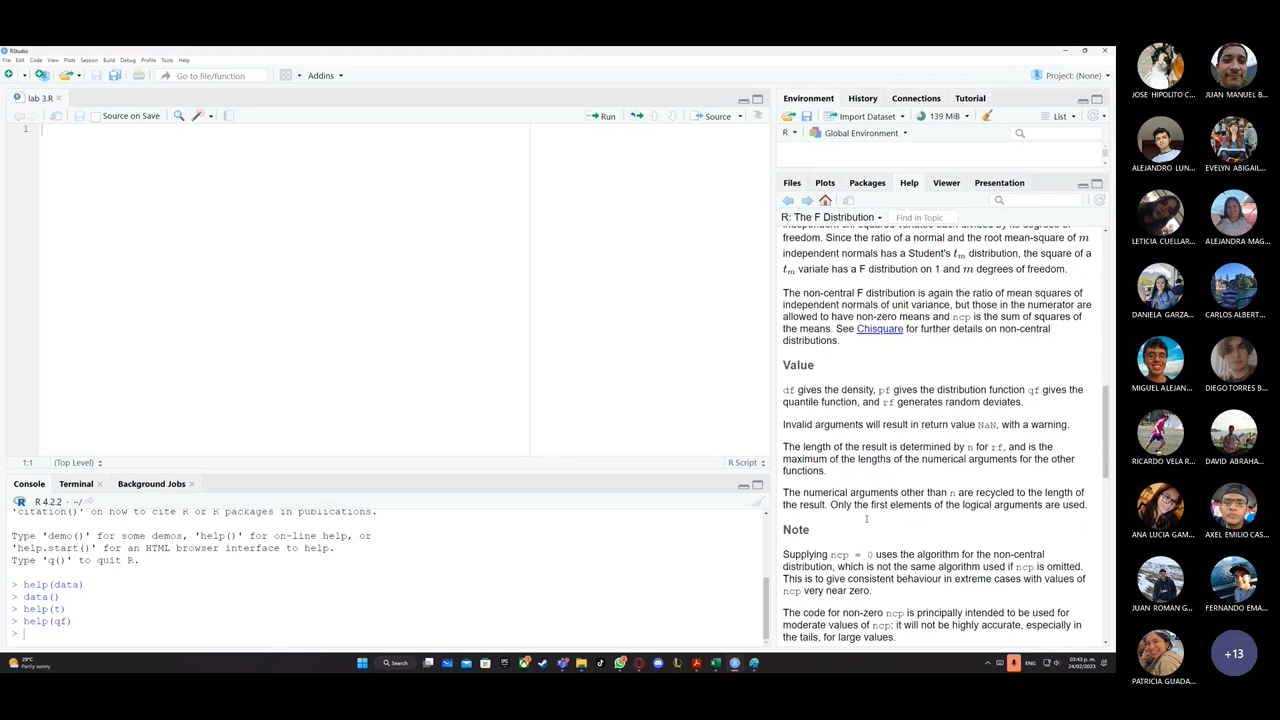 RStudio
File Edit Code View Plots Session Build Debug Profile Tools Help
Go to file/function
Addins
Project: (None)
lab 3.R
Source on Save
Run
Source
1
1:1
(Top Level)
R Script
Console
Terminal
Background Jobs
R 4.2.2 · ~/
'citation()' on how to cite R or R packages in publications.
Type 'demo()' for some demos, 'help()' for on-line help, or
'help.start()' for an HTML browser interface to help.
Type 'q()' to quit R.
> help(data)
> data()
> help(t)
> help(qf)
>
Environment
History
Connections
Tutorial
Import Dataset
139 MiB
List
R
Global Environment
Files
Plots
Packages
Help
Viewer
Presentation
R: The F Distribution
Find in Topic
freedom. Since the ratio of a normal and the root mean-square of m
independent normals has a Student's tm distribution, the square of a
tm variate has a F distribution on 1 and m degrees of freedom.
The non-central F distribution is again the ratio of mean squares of
independent normals of unit variance, but those in the numerator are
allowed to have non-zero means and ncp is the sum of squares of
the means. See Chisquare for further details on non-central
distributions.
Value
df gives the density, pf gives the distribution function qf gives the
quantile function, and rf generates random deviates.
Invalid arguments will result in return value NaN, with a warning.
The length of the result is determined by n for rf, and is the
maximum of the lengths of the numerical arguments for the other
functions.
The numerical arguments other than n are recycled to the length of
the result. Only the first elements of the logical arguments are used.
Note
Supplying ncp = 0 uses the algorithm for the non-central
distribution, which is not the same algorithm used if ncp is omitted.
This is to give consistent behaviour in extreme cases with values of
ncp very near zero.
The code for non-zero ncp is principally intended to be used for
moderate values of ncp: it will not be highly accurate, especially in
the tails, for large values.
29°C
Partly sunny
Search
ENG
03:43 p. m.
24/02/2023
JOSE HIPOLITO C...
JUAN MANUEL B...
ALEJANDRO LUN...
EVELYN ABIGAIL...
LETICIA CUELLAR...
ALEJANDRA MAG...
DANIELA GARZA...
CARLOS ALBERT...
MIGUEL ALEJAN...
DIEGO TORRES B...
RICARDO VELA R...
DAVID ABRAHA...
ANA LUCIA GAM...
AXEL EMILIO CAS...
JUAN ROMAN G...
FERNANDO EMA...
PATRICIA GUADA...
+13